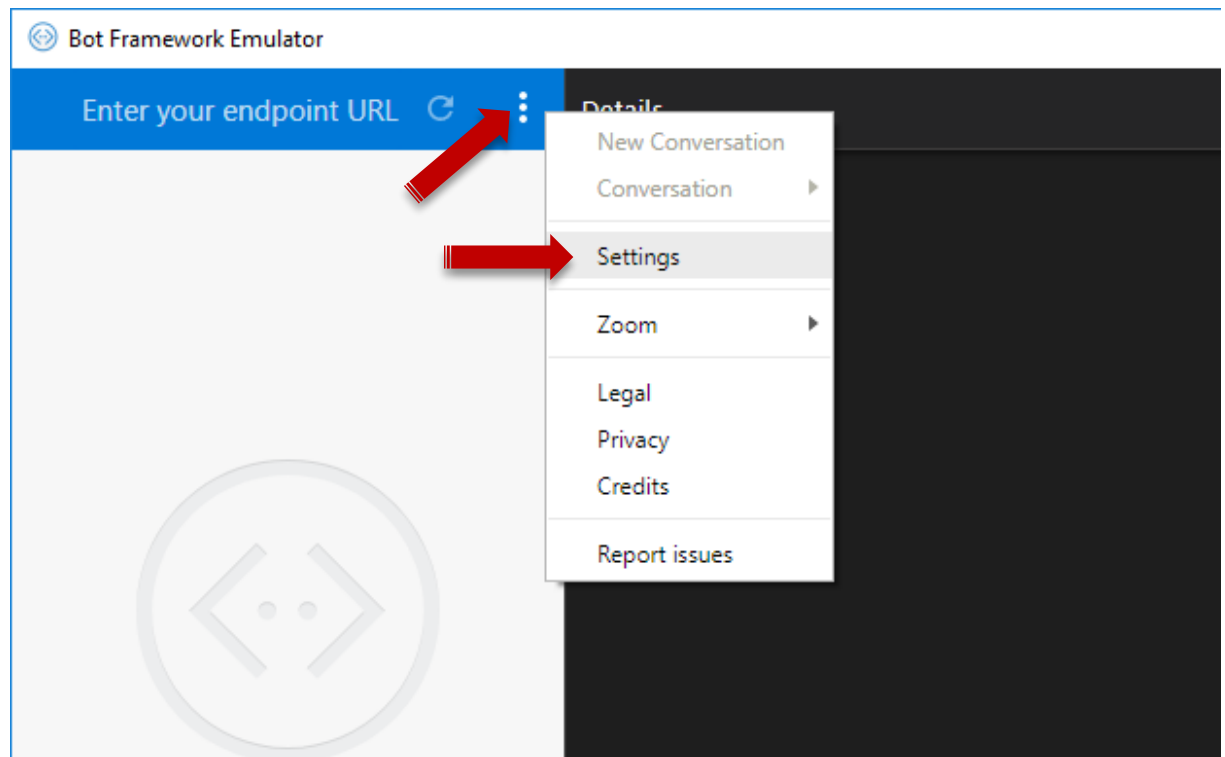 Bot Framework Emulator
Enter your endpoint URL
Details
New Conversation
Conversation
Settings
Zoom
Legal
Privacy
Credits
Report issues